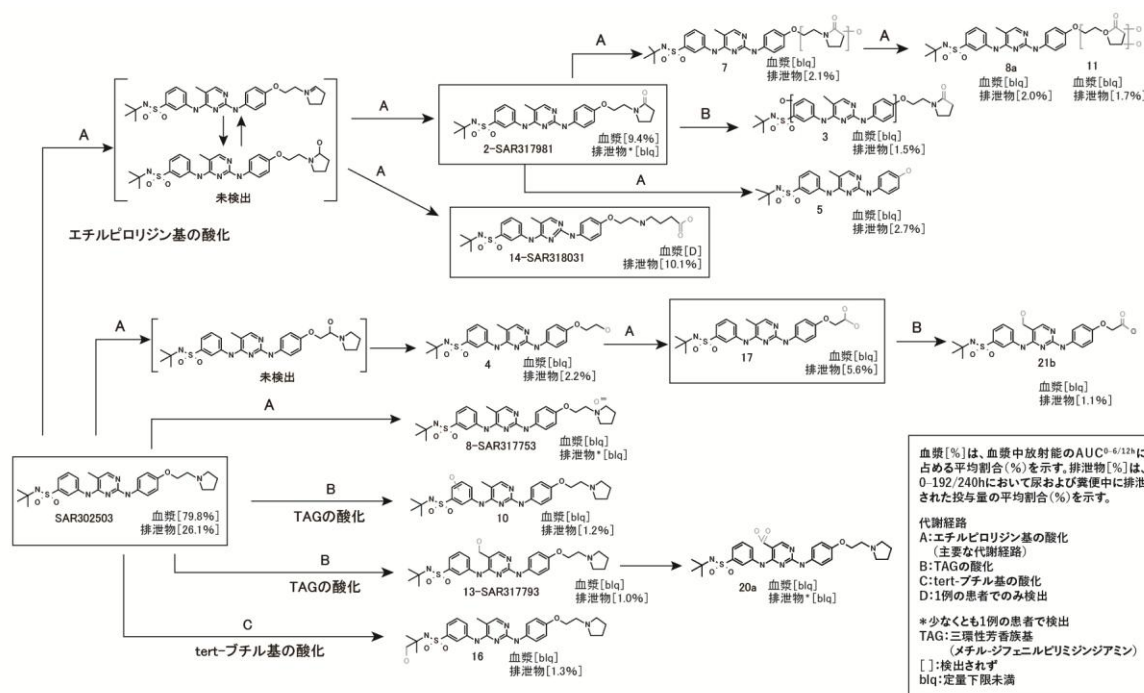 A
未検出
エチルピロリジン基の酸化
A
2-SAR317981
血漿[9.4%]
排泄物*[blq]
A
14-SAR318031
血漿[D]
排泄物[10.1%]
A
7
血漿[blq]
排泄物[2.1%]
A
8a
血漿[blq]
排泄物[2.0%]
11
血漿[blq]
排泄物[1.7%]
B
3
血漿[blq]
排泄物[1.5%]
A
5
血漿[blq]
排泄物[2.7%]
A
未検出
4
血漿[blq]
排泄物[2.2%]
A
17
血漿[blq]
排泄物[5.6%]
B
21b
血漿[blq]
排泄物[1.1%]
A
8-SAR317753
血漿[blq]
排泄物*[blq]
SAR302503
血漿[79.8%]
排泄物[26.1%]
B
TAGの酸化
10
血漿[blq]
排泄物[1.2%]
B
TAGの酸化
13-SAR317793
血漿[blq]
排泄物[1.0%]
20a
血漿[blq]
排泄物*[blq]
C
tert-ブチル基の酸化
16
血漿[blq]
排泄物[1.3%]
血漿[%]は、血漿中放射能のAUC0-6/12hに
占める平均割合(%)を示す。排泄物[%]は、
0-192/240hにおいて尿および糞便中に排泄
された投与量の平均割合(%)を示す。
代謝経路
A:エチルピロリジン基の酸化
(主要な代謝経路)
B:TAGの酸化
C:tert-ブチル基の酸化
D:1例の患者でのみ検出
*少なくとも1例の患者で検出
TAG:三環性芳香族基
(メチル-ジフェニルピリミジンジアミン)
[ ]:検出されず
blq:定量下限未満